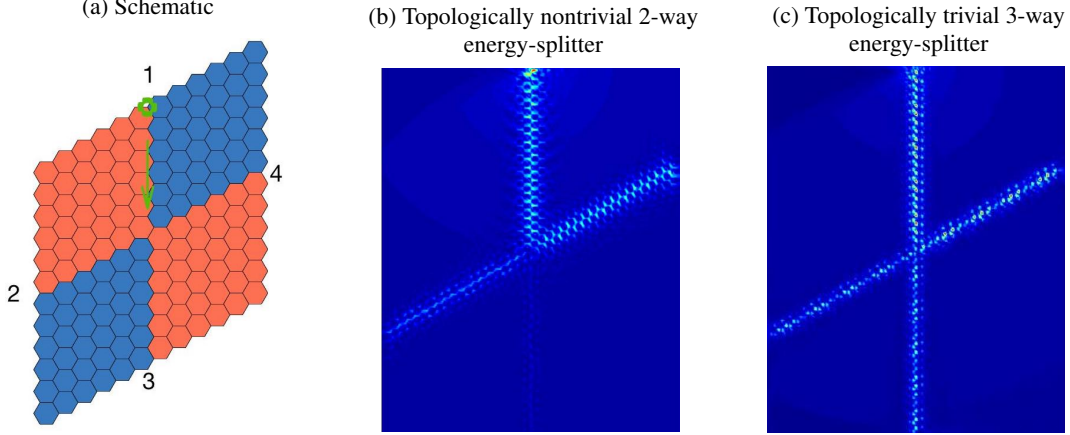 (a) Schematic
(b) Topologically nontrivial 2-way
energy-splitter
(c) Topologically trivial 3-way
energy-splitter
1
4
2
3